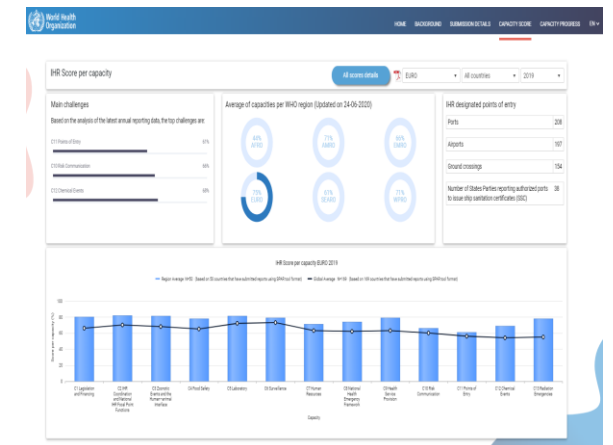 World Health
Organization
HOME BACKGROUND SUBMISSION DETAILS CAPACITY SCORE CAPACITY PROGRESS EN
IHR Score per capacity
All scores details
EURO
All countries
2019
Main challenges
Based on the analysis of the latest annual reporting data, the top challenges are:
C11 Points of Entry
C10 Risk Communication
C12 Chemical Events
Average of capacities per WHO region (Updated on 24-06-2020)
AFRO
71%
AMRO
EMRO
75%
EURO
SEARO
71%
WPRO
IHR designated points of entry
Ports 208
Airports 197
Ground crossings 154
Number of States Parties reporting authorized ports 38
to issue ship sanitation certificates (SSC)
IHR Score per capacity EURO 2019
Score per capacity (%)
100
80
60
40
20
0
C1 Legislation
and Financing
C2 IHR
Coordination
and National
IHR Focal Point
Functions
C3 Zoonotic
Events and the
Human-animal
Interface
C4 Food Safety
C5 Laboratory
C6 Surveillance
C7 Human
Resources
C8 National
Health
Emergency
Framework
C9 Health
Service
Provision
C10 Risk
Communication
C11 Points of
Entry
C12 Chemical
Events
C13 Radiation
Emergencies
Capacity